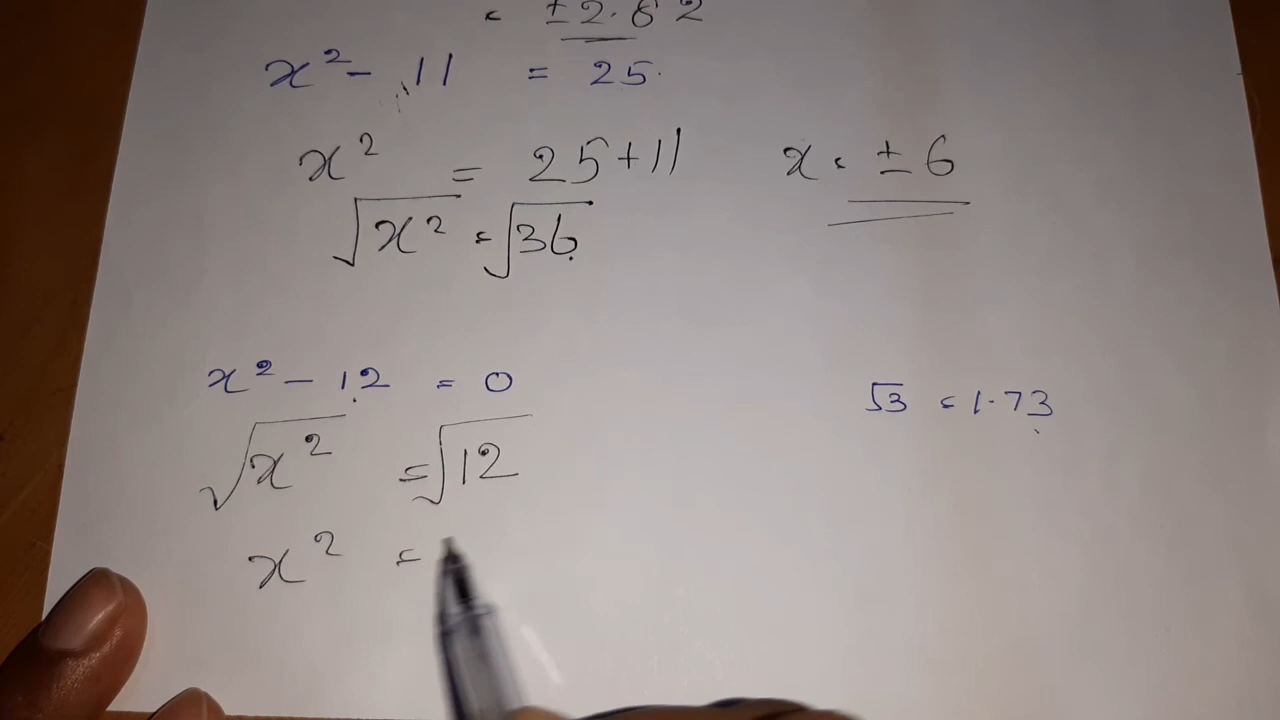 = ±2.82
x² - 11 = 25.
x² = 25+11
x = ±6
√x² = √36
x² - 12 = 0
√3 = 1.73
√x² = √12
x² =